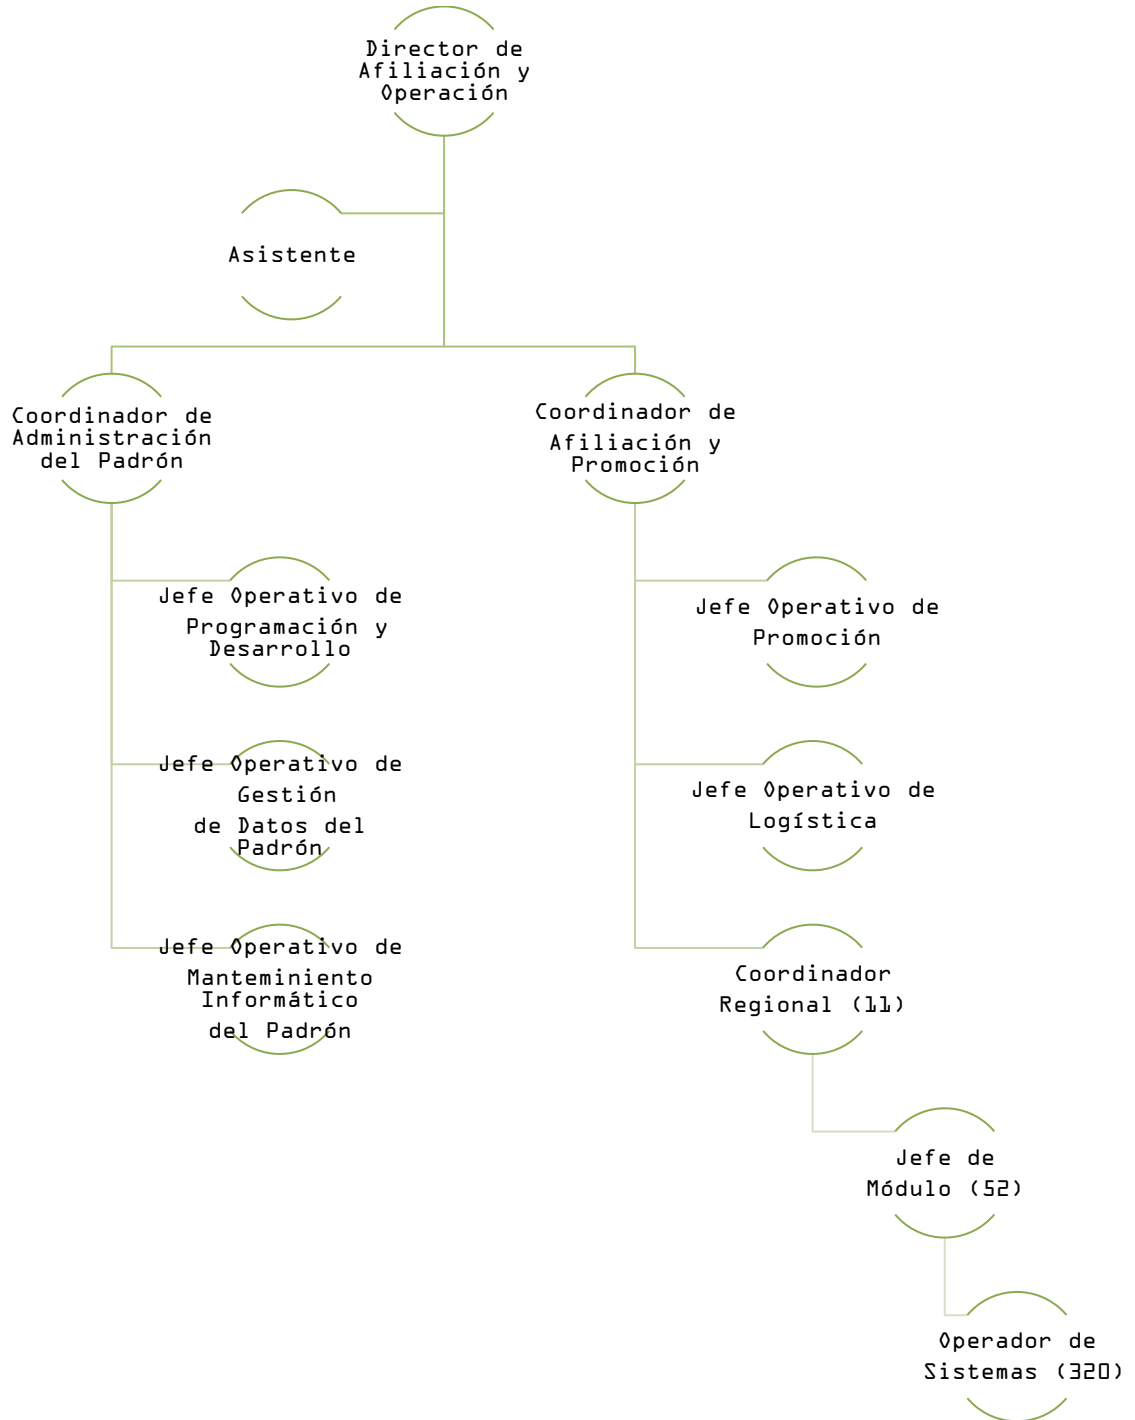 Director de
Afiliación y
Operación
Asistente
Coordinador de
Administración
del Padrón
Coordinador de
Afiliación y
Promoción
Jefe Operativo de
Programación y
Desarrollo
Jefe Operativo de
Promoción
Jefe Operativo de
Gestión
de Datos del
Padrón
Jefe Operativo de
Logística
Jefe Operativo de
Manteminiento
Informático
del Padrón
Coordinador
Regional (11)
Jefe de
Módulo (52)
Operador de
Sistemas (320)